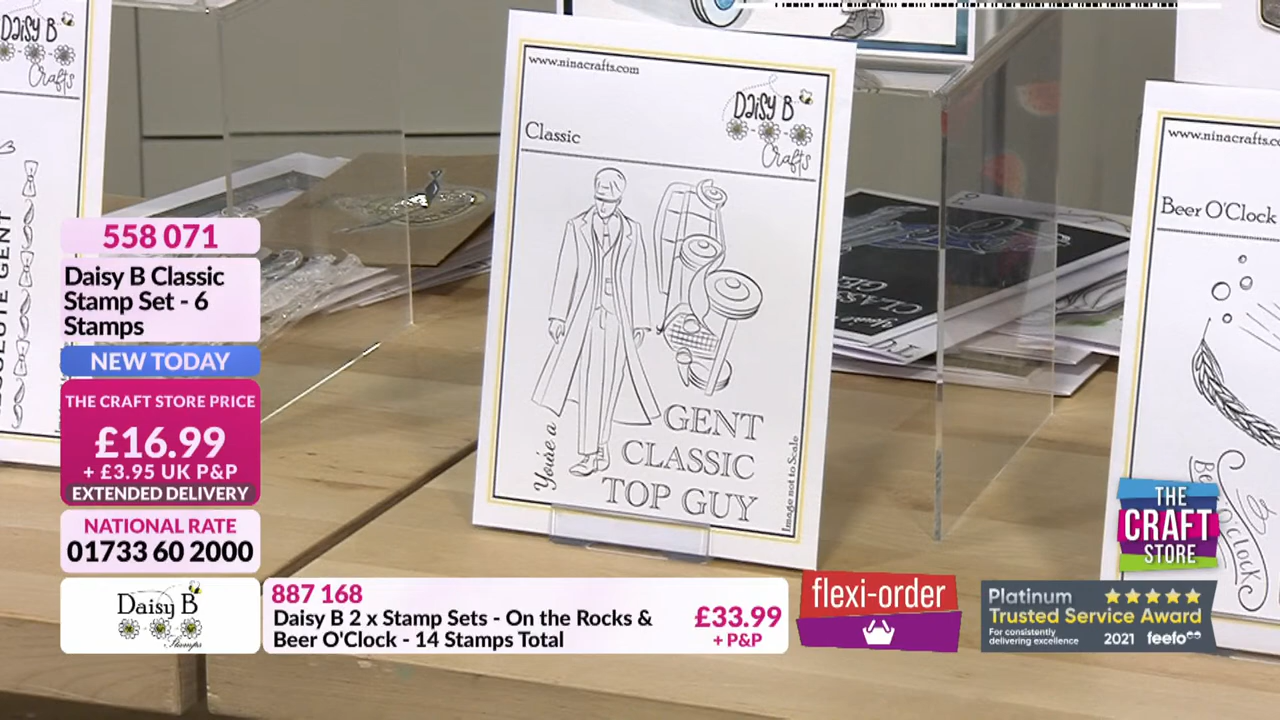 Daisy B
Crafts
ABSOLUTE GENT
www.ninacrafts.com
Daisy B
Crafts
Classic
You're a
GENT
CLASSIC
TOP GUY
Image not to Scale
www.ninacrafts.c
Beer O'Clock
558 071
Daisy B Classic
Stamp Set - 6
Stamps
NEW TODAY
THE CRAFT STORE PRICE
£16.99
+ £3.95 UK P&P
EXTENDED DELIVERY
NATIONAL RATE
01733 60 2000
Daisy B
Stamps
887 168
Daisy B 2 x Stamp Sets - On the Rocks &
Beer O'Clock - 14 Stamps Total
£33.99
+ P&P
flexi-order
THE
CRAFT
STORE
Platinum
Trusted Service Award
For consistently
delivering excellence
2021 feefo